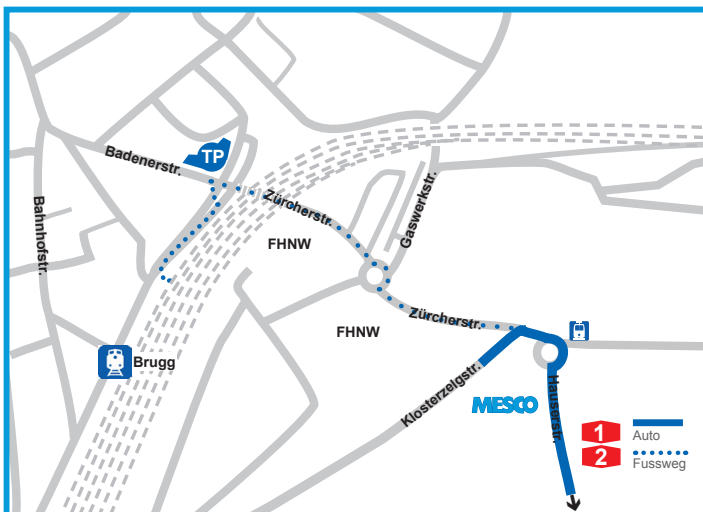 Badenerstr.
TP
Bahnhofstr.
Zürcherstr.
FHNW
Gaswerkstr.
Zürcherstr.
FHNW
Brugg
Klosterzelgstr.
MESCO
Hauserstr.
1
Auto
2
Fussweg